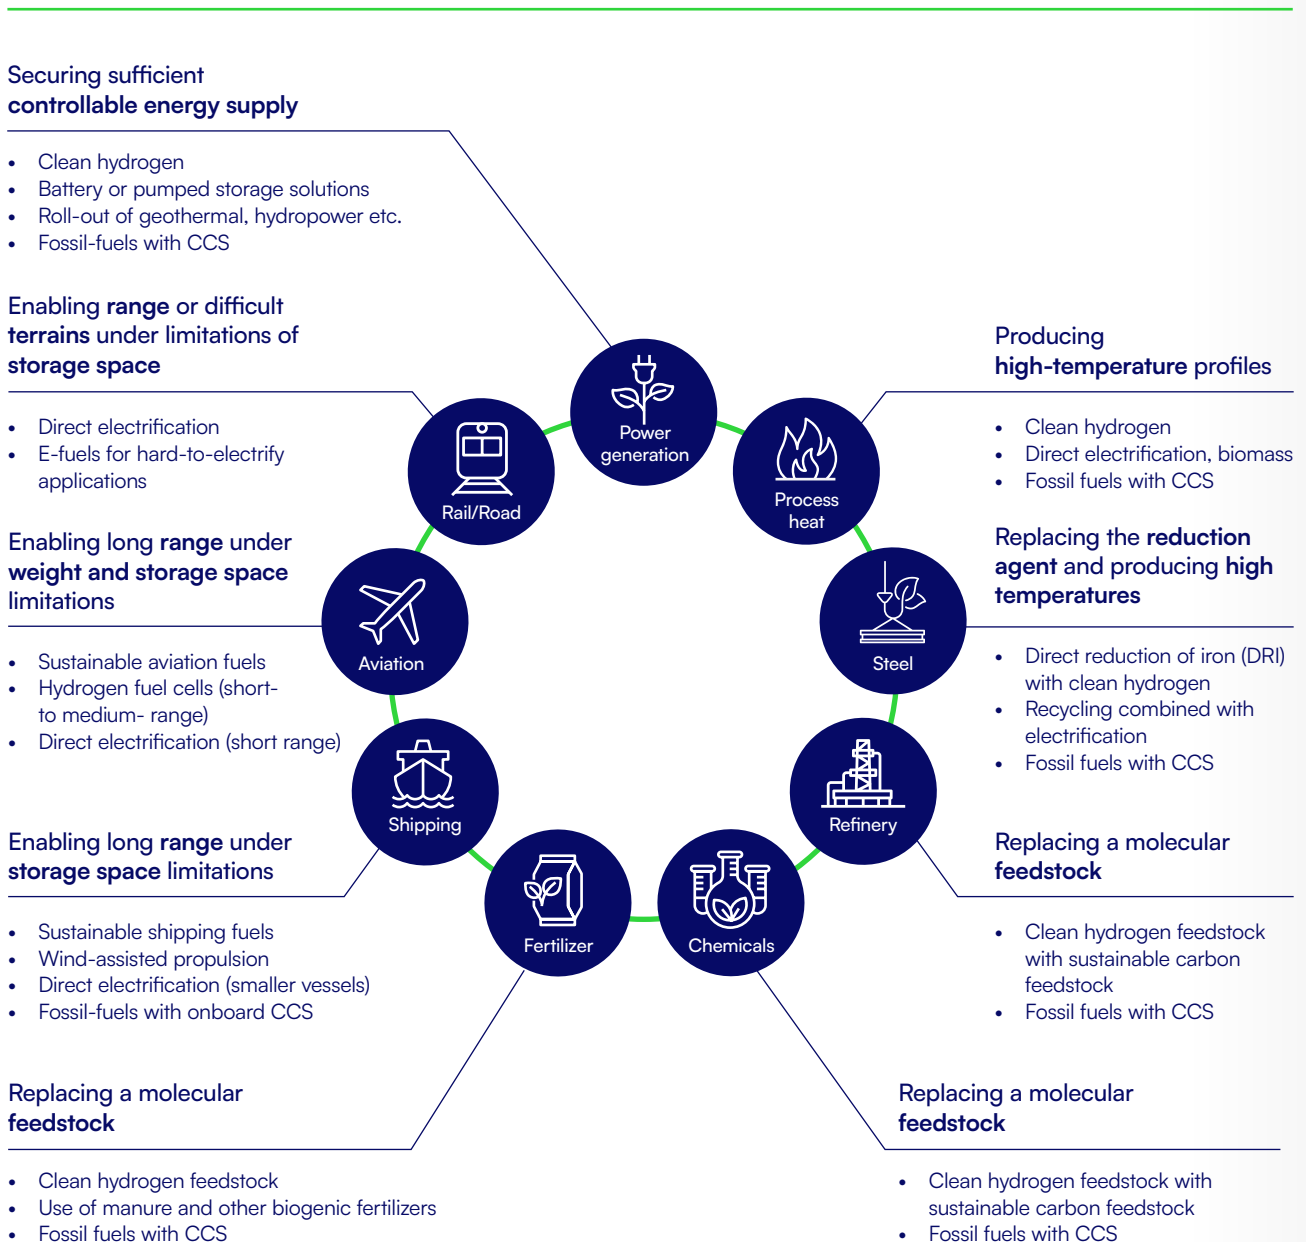 Securing sufficient
controllable energy supply
• Clean hydrogen
• Battery or pumped storage solutions
• Roll-out of geothermal, hydropower etc.
• Fossil-fuels with CCS
Enabling range or difficult
terrains under limitations of
storage space
• Direct electrification
• E-fuels for hard-to-electrify
applications
Enabling long range under
weight and storage space
limitations
• Sustainable aviation fuels
• Hydrogen fuel cells (short-
to medium- range)
• Direct electrification (short range)
Enabling long range under
storage space limitations
• Sustainable shipping fuels
• Wind-assisted propulsion
• Direct electrification (smaller vessels)
• Fossil-fuels with onboard CCS
Replacing a molecular
feedstock
• Clean hydrogen feedstock
• Use of manure and other biogenic fertilizers
• Fossil fuels with CCS
Power
generation
Rail/Road
Process
heat
Aviation
Steel
Shipping
Refinery
Fertilizer
Chemicals
Producing
high-temperature profiles
• Clean hydrogen
• Direct electrification, biomass
• Fossil fuels with CCS
Replacing the reduction
agent and producing high
temperatures
• Direct reduction of iron (DRI)
with clean hydrogen
• Recycling combined with
electrification
• Fossil fuels with CCS
Replacing a molecular
feedstock
• Clean hydrogen feedstock
with sustainable carbon
feedstock
• Fossil fuels with CCS
Replacing a molecular
feedstock
• Clean hydrogen feedstock with
sustainable carbon feedstock
• Fossil fuels with CCS